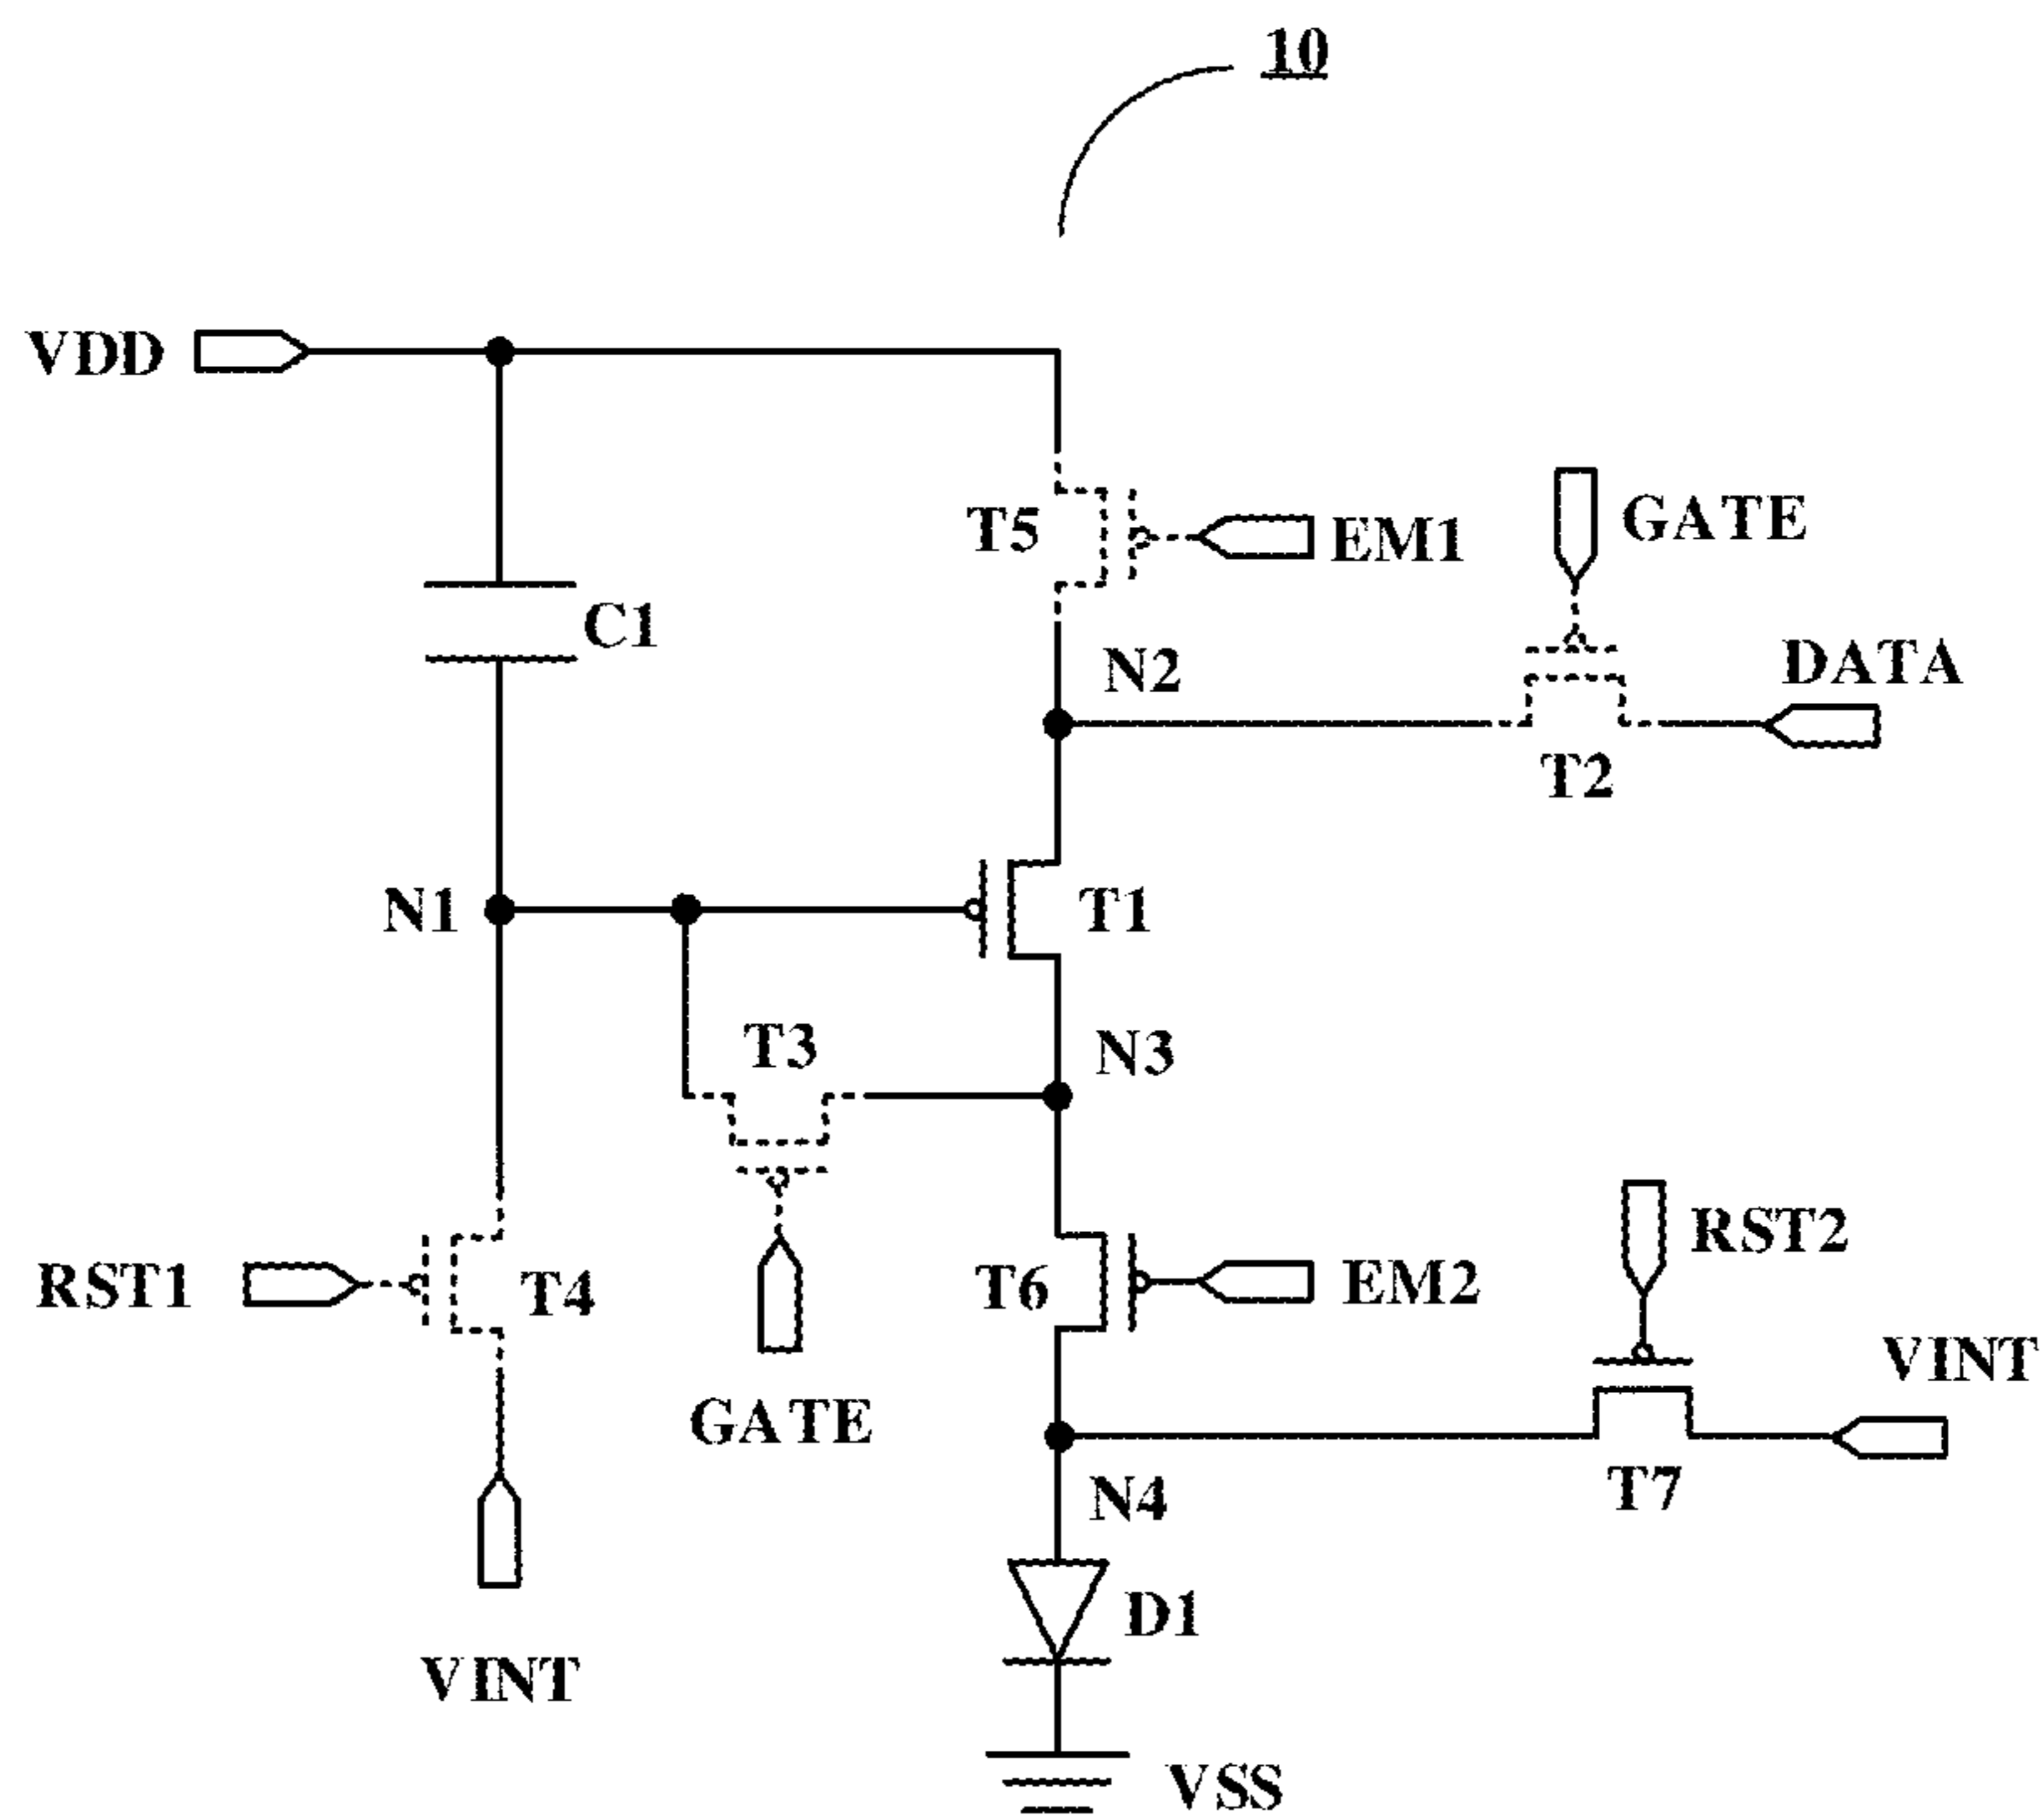 10
VDD
T5
EM1
GATE
C1
N2
DATA
T2
N1
T1
T3
N3
RST1
T4
T6
EM2
RST2
GATE
VINT
T7
N4
D1
VINT
VSS